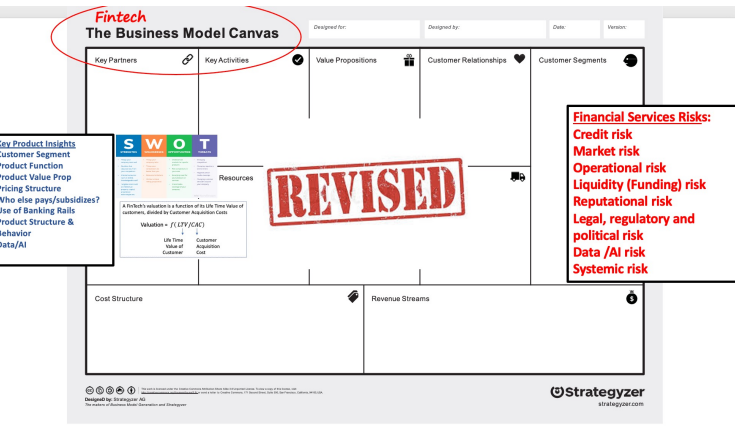 Fintech
The Business Model Canvas
Designed for:
Designed by:
Date:
Version:
Key Partners
Key Activities
Value Propositions
Customer Relationships
Customer Segments
Key Product Insights
Customer Segment
Product Function
Product Value Prop
Pricing Structure
Who else pays/subsidizes?
Use of Banking Rails
Product Structure &
Behavior
Data/AI
S W O T
Resources
REVISED
A FinTech's valuation is a function of its Life Time Value of
customers, divided by Customer Acquisition Costs
Valuation = f(LTV/CAC)
Life Time
Value of
Customer
Customer
Acquisition
Cost
Financial Services Risks:
Credit risk
Market risk
Operational risk
Liquidity (Funding) risk
Reputational risk
Legal, regulatory and
political risk
Data /AI risk
Systemic risk
Cost Structure
Revenue Streams
DesigneD by: Strategyzer AG
The makers of Business Model Generation and Strategyzer
Strategyzer
strategyzer.com